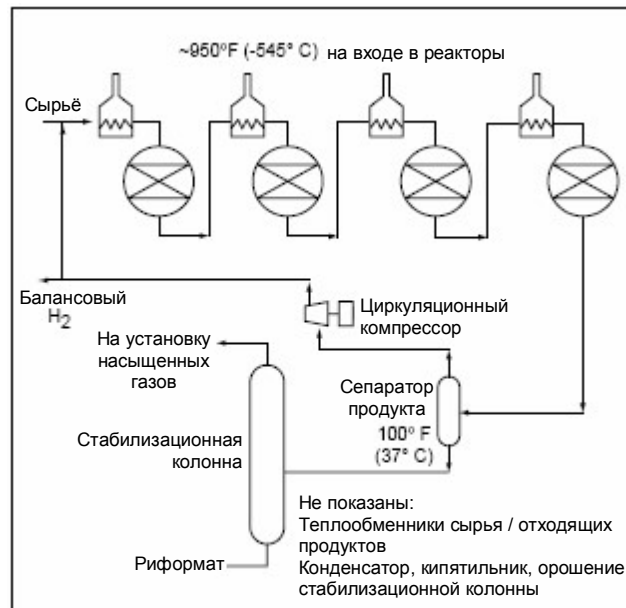 ~950°F (-545° C) на входе в реакторы
Сырьё
Балансовый
H2
Циркуляционный
компрессор
На установку
насыщенных
газов
Сепаратор
продукта
100° F
(37° C)
Стабилизационная
колонна
Не показаны:
Теплообменники сырья / отходящих
продуктов
Конденсатор, кипятильник, орошение
стабилизационной колонны
Риформат